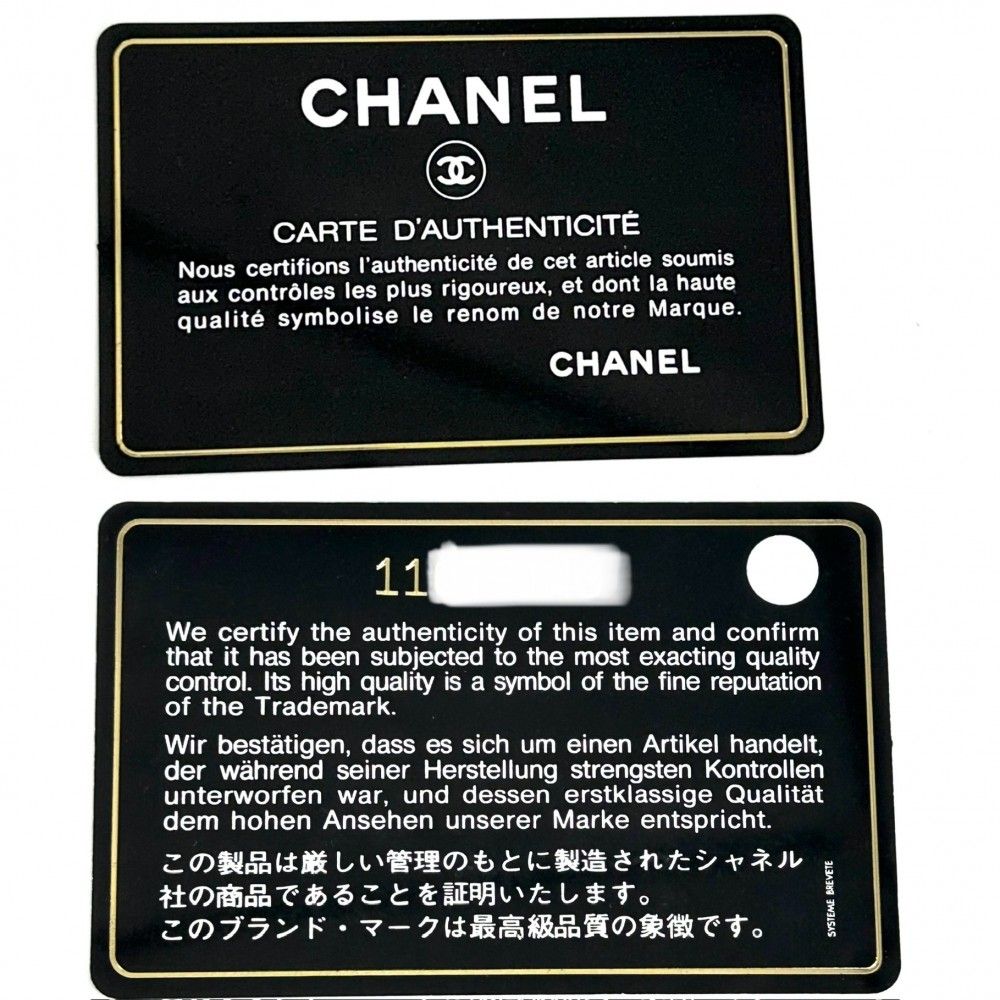 CHANEL
CARTE D'AUTHENTICITÉ
Nous certifions l'authenticité de cet article soumis
aux contrôles les plus rigoureux, et dont la haute
qualité symbolise le renom de notre Marque.
CHANEL
11
We certify the authenticity of this item and confirm
that it has been subjected to the most exacting quality
control. Its high quality is a symbol of the fine reputation
of the Trademark.
Wir bestätigen, dass es sich um einen Artikel handelt,
der während seiner Herstellung strengsten Kontrollen
unterworfen war, und dessen erstklassige Qualität
dem hohen Ansehen unserer Marke entspricht.
この製品は厳しい管理のもとに製造されたシャネル
社の商品であることを証明いたします。
このブランド・マークは最高級品質の象徴です。
SYSTEME BREVETE